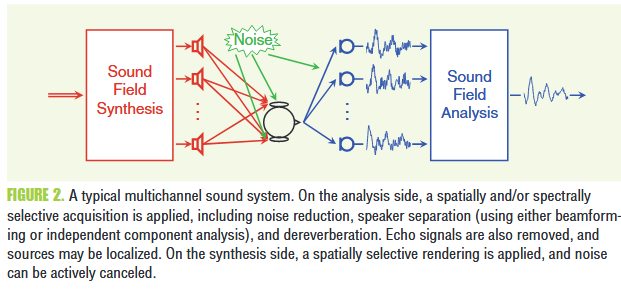 Noise
Sound
Field
Synthesis
Sound
Field
Analysis
FIGURE 2. A typical multichannel sound system. On the analysis side, a spatially and/or spectrally
selective acquisition is applied, including noise reduction, speaker separation (using either beamform-
ing or independent component analysis), and dereverberation. Echo signals are also removed, and
sources may be localized. On the synthesis side, a spatially selective rendering is applied, and noise
can be actively canceled.